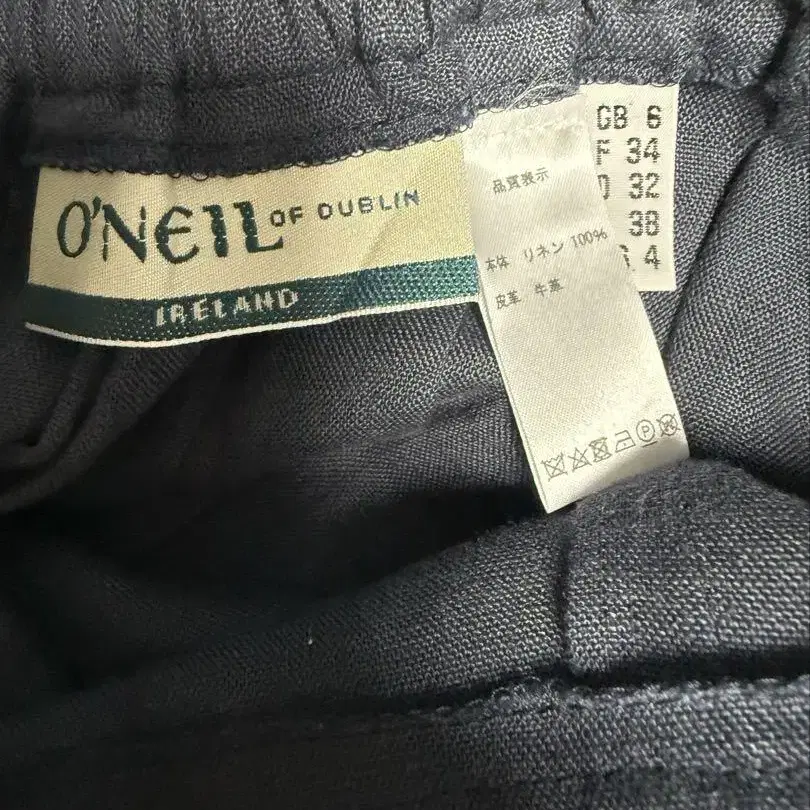 O'NEIL OF DUBLIN
IRELAND
品質表示
本体 リネン 100%
皮革 牛革
GB 6
F 34
D 32
38
4
P